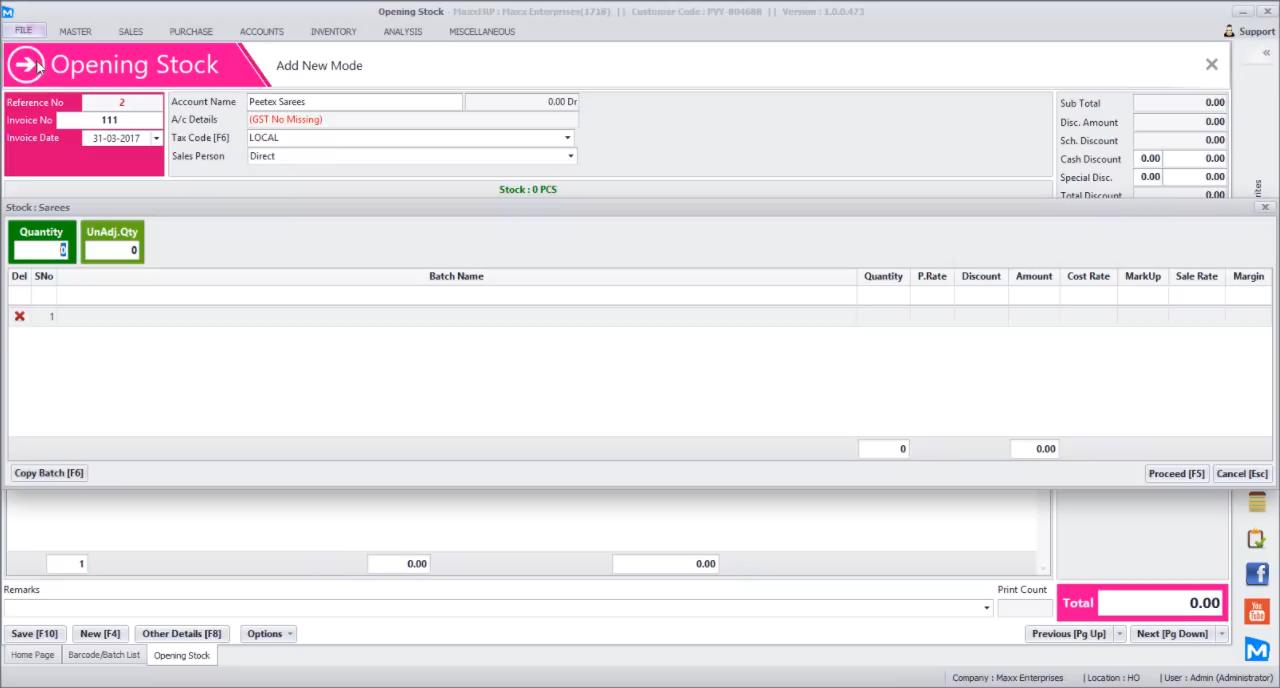 Opening Stock - MaxxERP : Maxx Enterprises(1718) || Customer Code : PVY-804688 || Version : 1.0.0.473
FILE MASTER SALES PURCHASE ACCOUNTS INVENTORY ANALYSIS MISCELLANEOUS Support
Opening Stock Add New Mode
Reference No 2 Account Name Peetex Sarees 0.00 Dr Sub Total 0.00
Invoice No 111 A/c Details (GST No Missing) Disc. Amount 0.00
Invoice Date 31-03-2017 Tax Code [F6] LOCAL Sch. Discount 0.00
Sales Person Direct Cash Discount 0.00 0.00
Special Disc. 0.00 0.00
Stock : 0 PCS Total Discount 0.00
Stock : Sarees
Quantity UnAdj.Qty
0 0
Del SNo Batch Name Quantity P.Rate Discount Amount Cost Rate MarkUp Sale Rate Margin
1
0 0.00
Copy Batch [F6] Proceed [F5] Cancel [Esc]
1 0.00 0.00
Remarks Print Count
Total 0.00
Save [F10] New [F4] Other Details [F8] Options Previous [Pg Up] Next [Pg Down]
Home Page Barcode/Batch List Opening Stock
Company : Maxx Enterprises | Location : HO | User : Admin (Administrator)